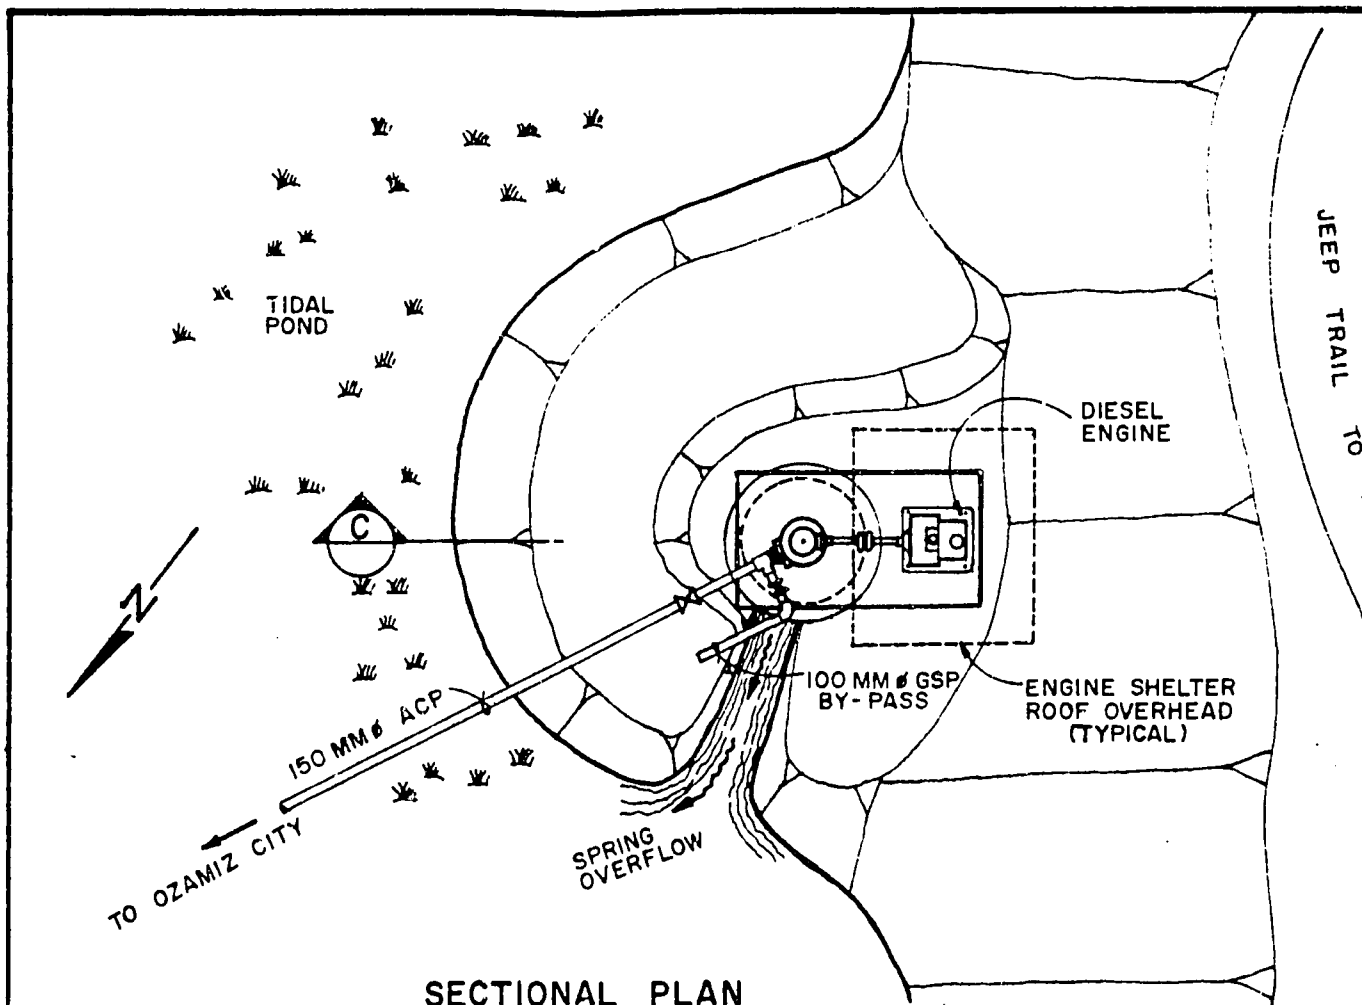 TIDAL
POND
JEEP TRAIL TO
DIESEL
ENGINE
C
N
100 MM ø GSP
BY-PASS
ENGINE SHELTER
ROOF OVERHEAD
(TYPICAL)
150 MM ø ACP
TO OZAMIZ CITY
SPRING
OVERFLOW
SECTIONAL PLAN